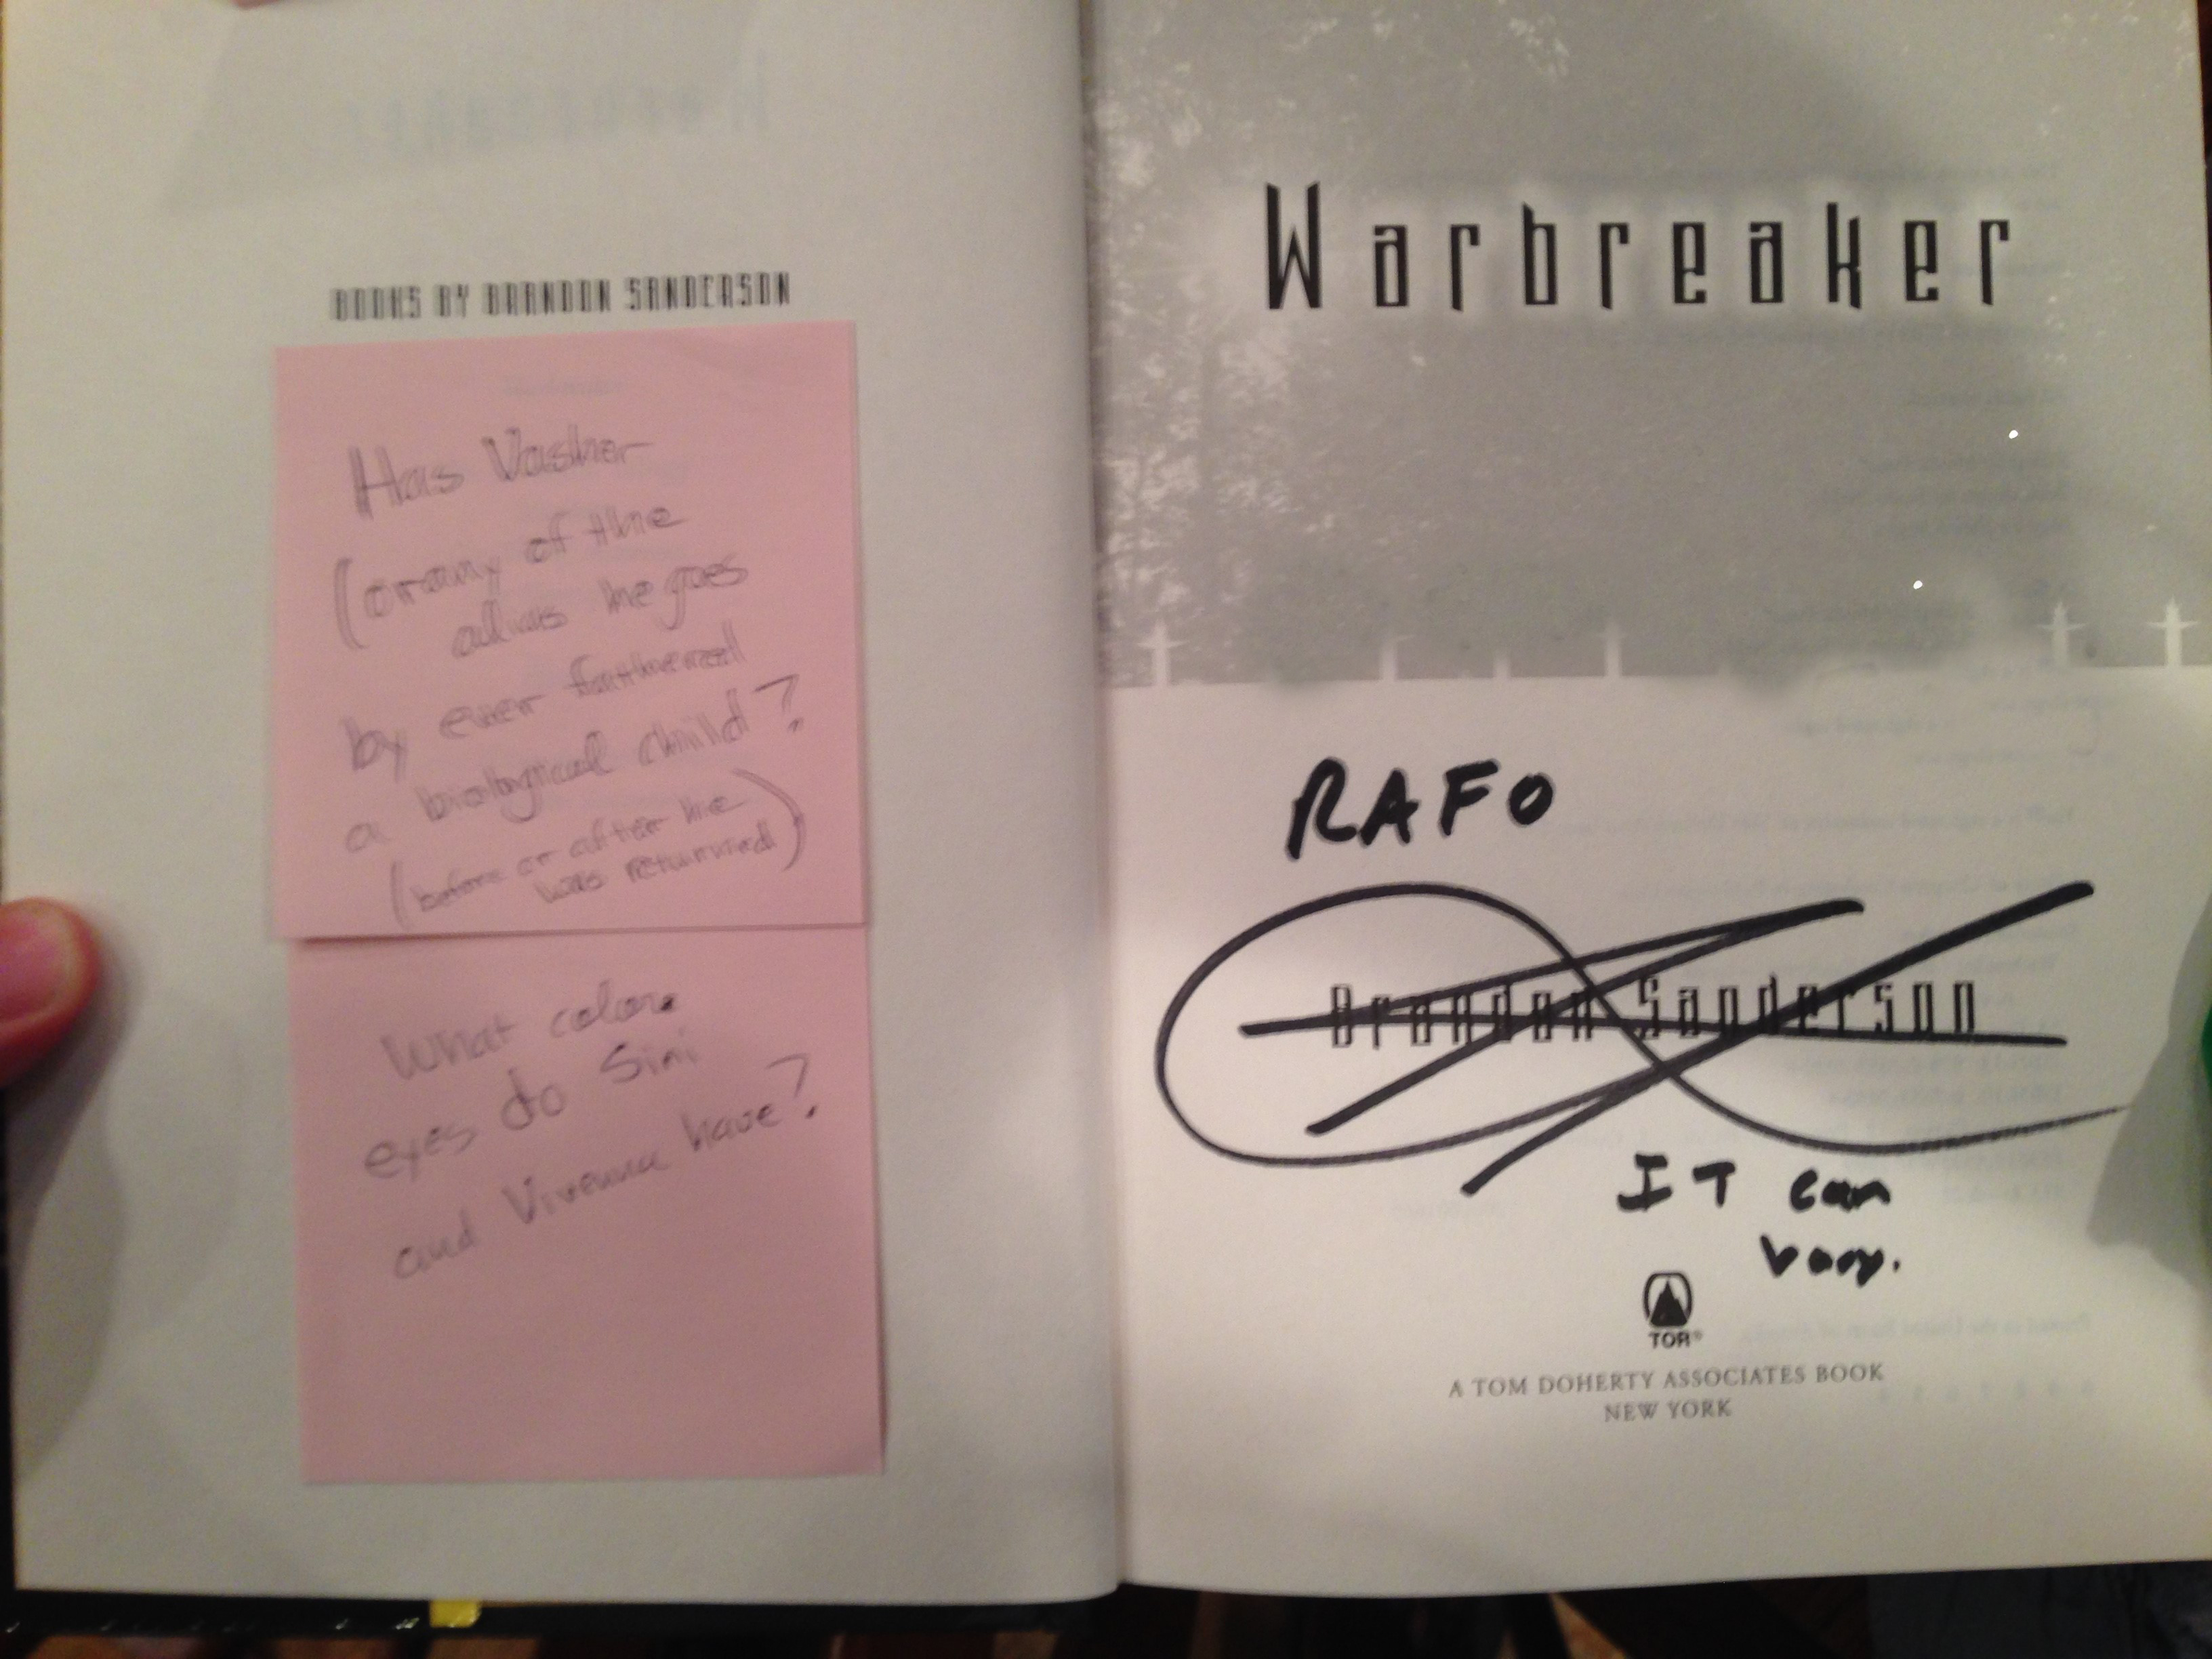 BOOKS BY BRANDON SANDERSON
Has Vasher
(or any of the
alias he goes
by ever fathered
a biological child?
(before or after he
was returned)
What colors
eyes do Sini
and Vivenna have?
Warbreaker
RAFO
Brandon Sanderson
IT can
vary.
TOR®
A TOM DOHERTY ASSOCIATES BOOK
NEW YORK